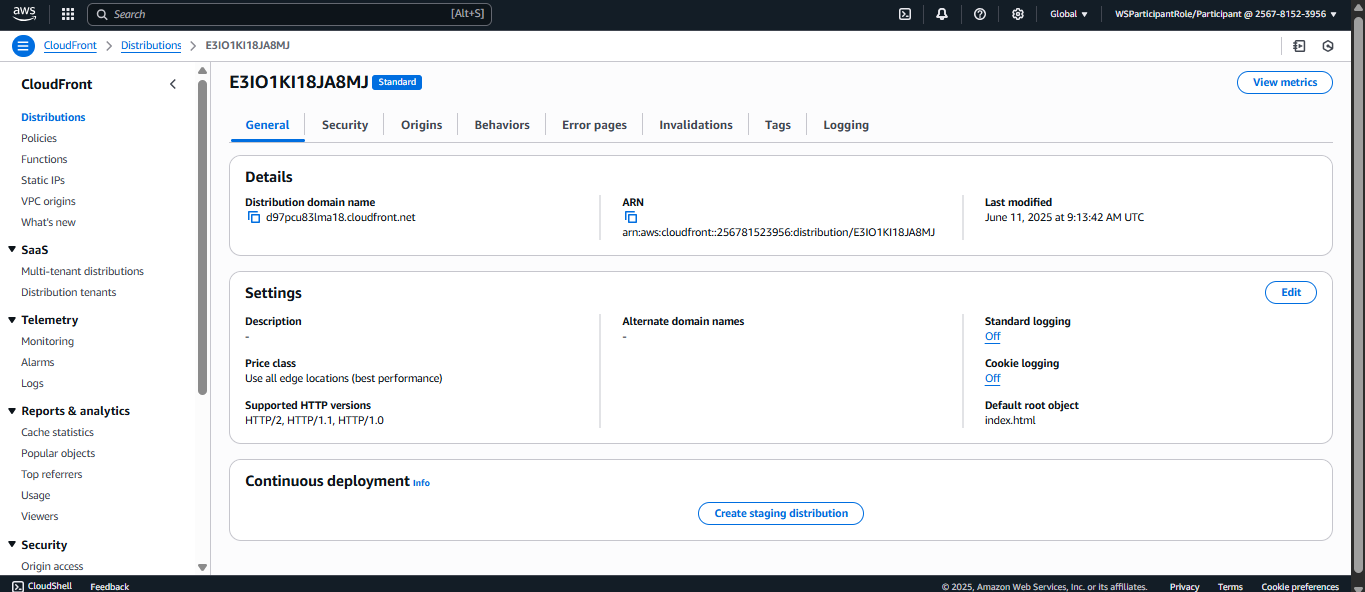 aws
Search [Alt+S]
Global ▼ WSParticipantRole/Participant @ 2567-8152-3956 ▼
CloudFront > Distributions > E3IO1KI18JA8MJ
CloudFront
Distributions
Policies
Functions
Static IPs
VPC origins
What's new
SaaS
Multi-tenant distributions
Distribution tenants
Telemetry
Monitoring
Alarms
Logs
Reports & analytics
Cache statistics
Popular objects
Top referrers
Usage
Viewers
Security
Origin access
E3IO1KI18JA8MJ Standard
View metrics
General Security Origins Behaviors Error pages Invalidations Tags Logging
Details
Distribution domain name
d97pcu83lma18.cloudfront.net
ARN
arn:aws:cloudfront::256781523956:distribution/E3IO1KI18JA8MJ
Last modified
June 11, 2025 at 9:13:42 AM UTC
Settings
Edit
Description
-
Price class
Use all edge locations (best performance)
Supported HTTP versions
HTTP/2, HTTP/1.1, HTTP/1.0
Alternate domain names
-
Standard logging
Off
Cookie logging
Off
Default root object
index.html
Continuous deployment Info
Create staging distribution
CloudShell Feedback
© 2025, Amazon Web Services, Inc. or its affiliates. Privacy Terms Cookie preferences